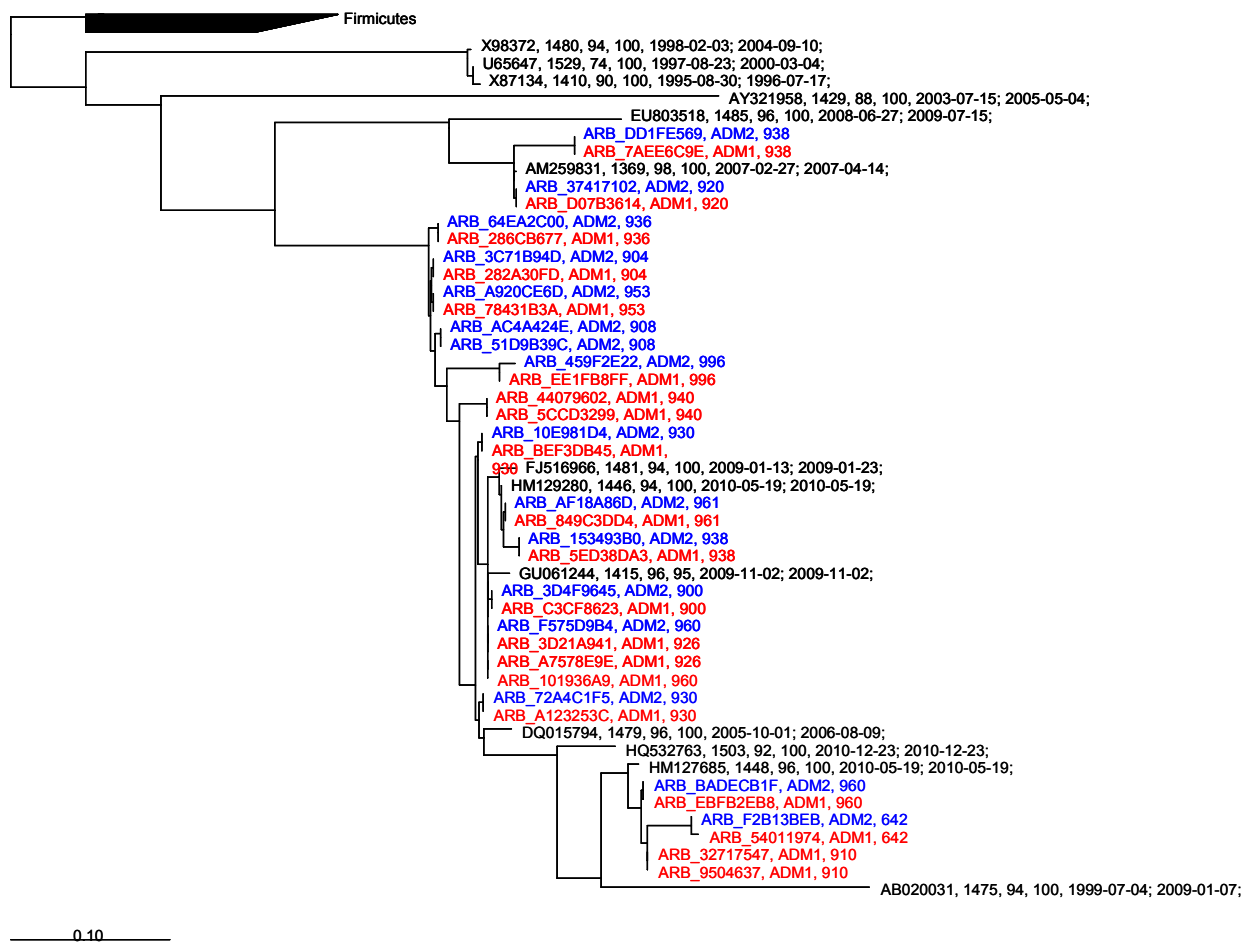 Firmicutes
X98372, 1480, 94, 100, 1998-02-03; 2004-09-10;
U65647, 1529, 74, 100, 1997-08-23; 2000-03-04;
X87134, 1410, 90, 100, 1995-08-30; 1996-07-17;
AY321958, 1429, 88, 100, 2003-07-15; 2005-05-04;
EU803518, 1485, 96, 100, 2008-06-27; 2009-07-15;
ARB_DD1FE569, ADM2, 938
ARB_7AEE6C9E, ADM1, 938
AM259831, 1369, 98, 100, 2007-02-27; 2007-04-14;
ARB_37417102, ADM2, 920
ARB_D07B3614, ADM1, 920
ARB_64EA2C00, ADM2, 936
ARB_286CB677, ADM1, 936
ARB_3C71B94D, ADM2, 904
ARB_282A30FD, ADM1, 904
ARB_A920CE6D, ADM2, 953
ARB_78431B3A, ADM1, 953
ARB_AC4A424E, ADM2, 908
ARB_51D9B39C, ADM2, 908
ARB_459F2E22, ADM2, 996
ARB_EE1FB8FF, ADM1, 996
ARB_44079602, ADM1, 940
ARB_5CCD3299, ADM1, 940
ARB_10E981D4, ADM2, 930
ARB_BEF3DB45, ADM1,
930
FJ516966, 1481, 94, 100, 2009-01-13; 2009-01-23;
HM129280, 1446, 94, 100, 2010-05-19; 2010-05-19;
ARB_AF18A86D, ADM2, 961
ARB_849C3DD4, ADM1, 961
ARB_153493B0, ADM2, 938
ARB_5ED38DA3, ADM1, 938
GU061244, 1415, 96, 95, 2009-11-02; 2009-11-02;
ARB_3D4F9645, ADM2, 900
ARB_C3CF8623, ADM1, 900
ARB_F575D9B4, ADM2, 960
ARB_3D21A941, ADM1, 926
ARB_A7578E9E, ADM1, 926
ARB_101936A9, ADM1, 960
ARB_72A4C1F5, ADM2, 930
ARB_A123253C, ADM1, 930
DQ015794, 1479, 96, 100, 2005-10-01; 2006-08-09;
HQ532763, 1503, 92, 100, 2010-12-23; 2010-12-23;
HM127685, 1448, 96, 100, 2010-05-19; 2010-05-19;
ARB_BADECB1F, ADM2, 960
ARB_EBFB2EB8, ADM1, 960
ARB_F2B13BEB, ADM2, 642
ARB_54011974, ADM1, 642
ARB_32717547, ADM1, 910
ARB_9504637, ADM1, 910
AB020031, 1475, 94, 100, 1999-07-04; 2009-01-07;
0.10